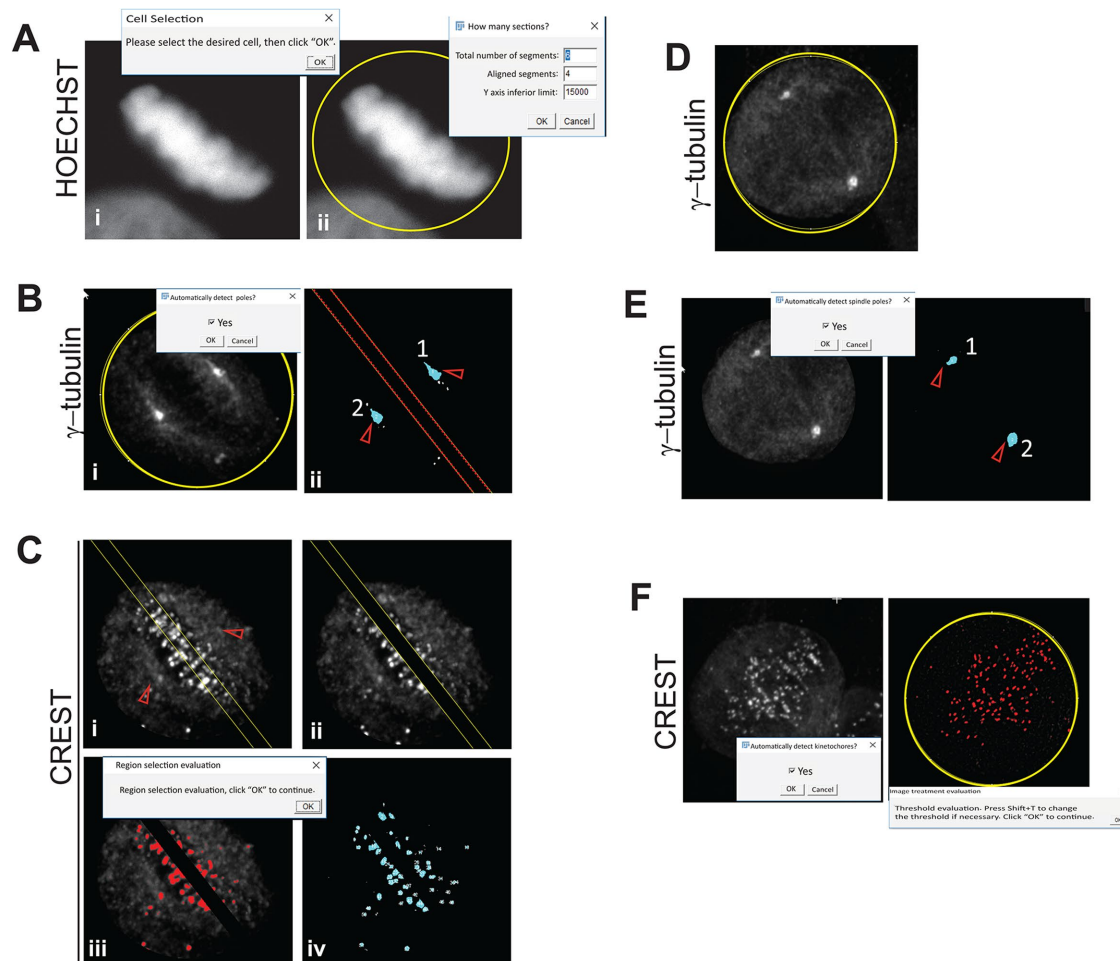 A
HOECHST
Cell Selection
Please select the desired cell, then click “OK”.
OK
i
How many sections?
Total number of segments: 6
Aligned segments: 4
Y axis inferior limit: 15000
OK Cancel
ii
B
γ-tubulin
Automatically detect poles?
Yes
OK Cancel
i
1
2
ii
C
CREST
i
ii
Region selection evaluation
Region selection evaluation, click “OK” to continue.
OK
iii
iv
D
γ-tubulin
E
γ-tubulin
Automatically detect spindle poles?
Yes
OK Cancel
1
2
F
CREST
Automatically detect kinetochores?
Yes
OK Cancel
Image treatment evaluation
Threshold evaluation. Press Shift+T to change
the threshold if necessary. Click “OK” to continue.